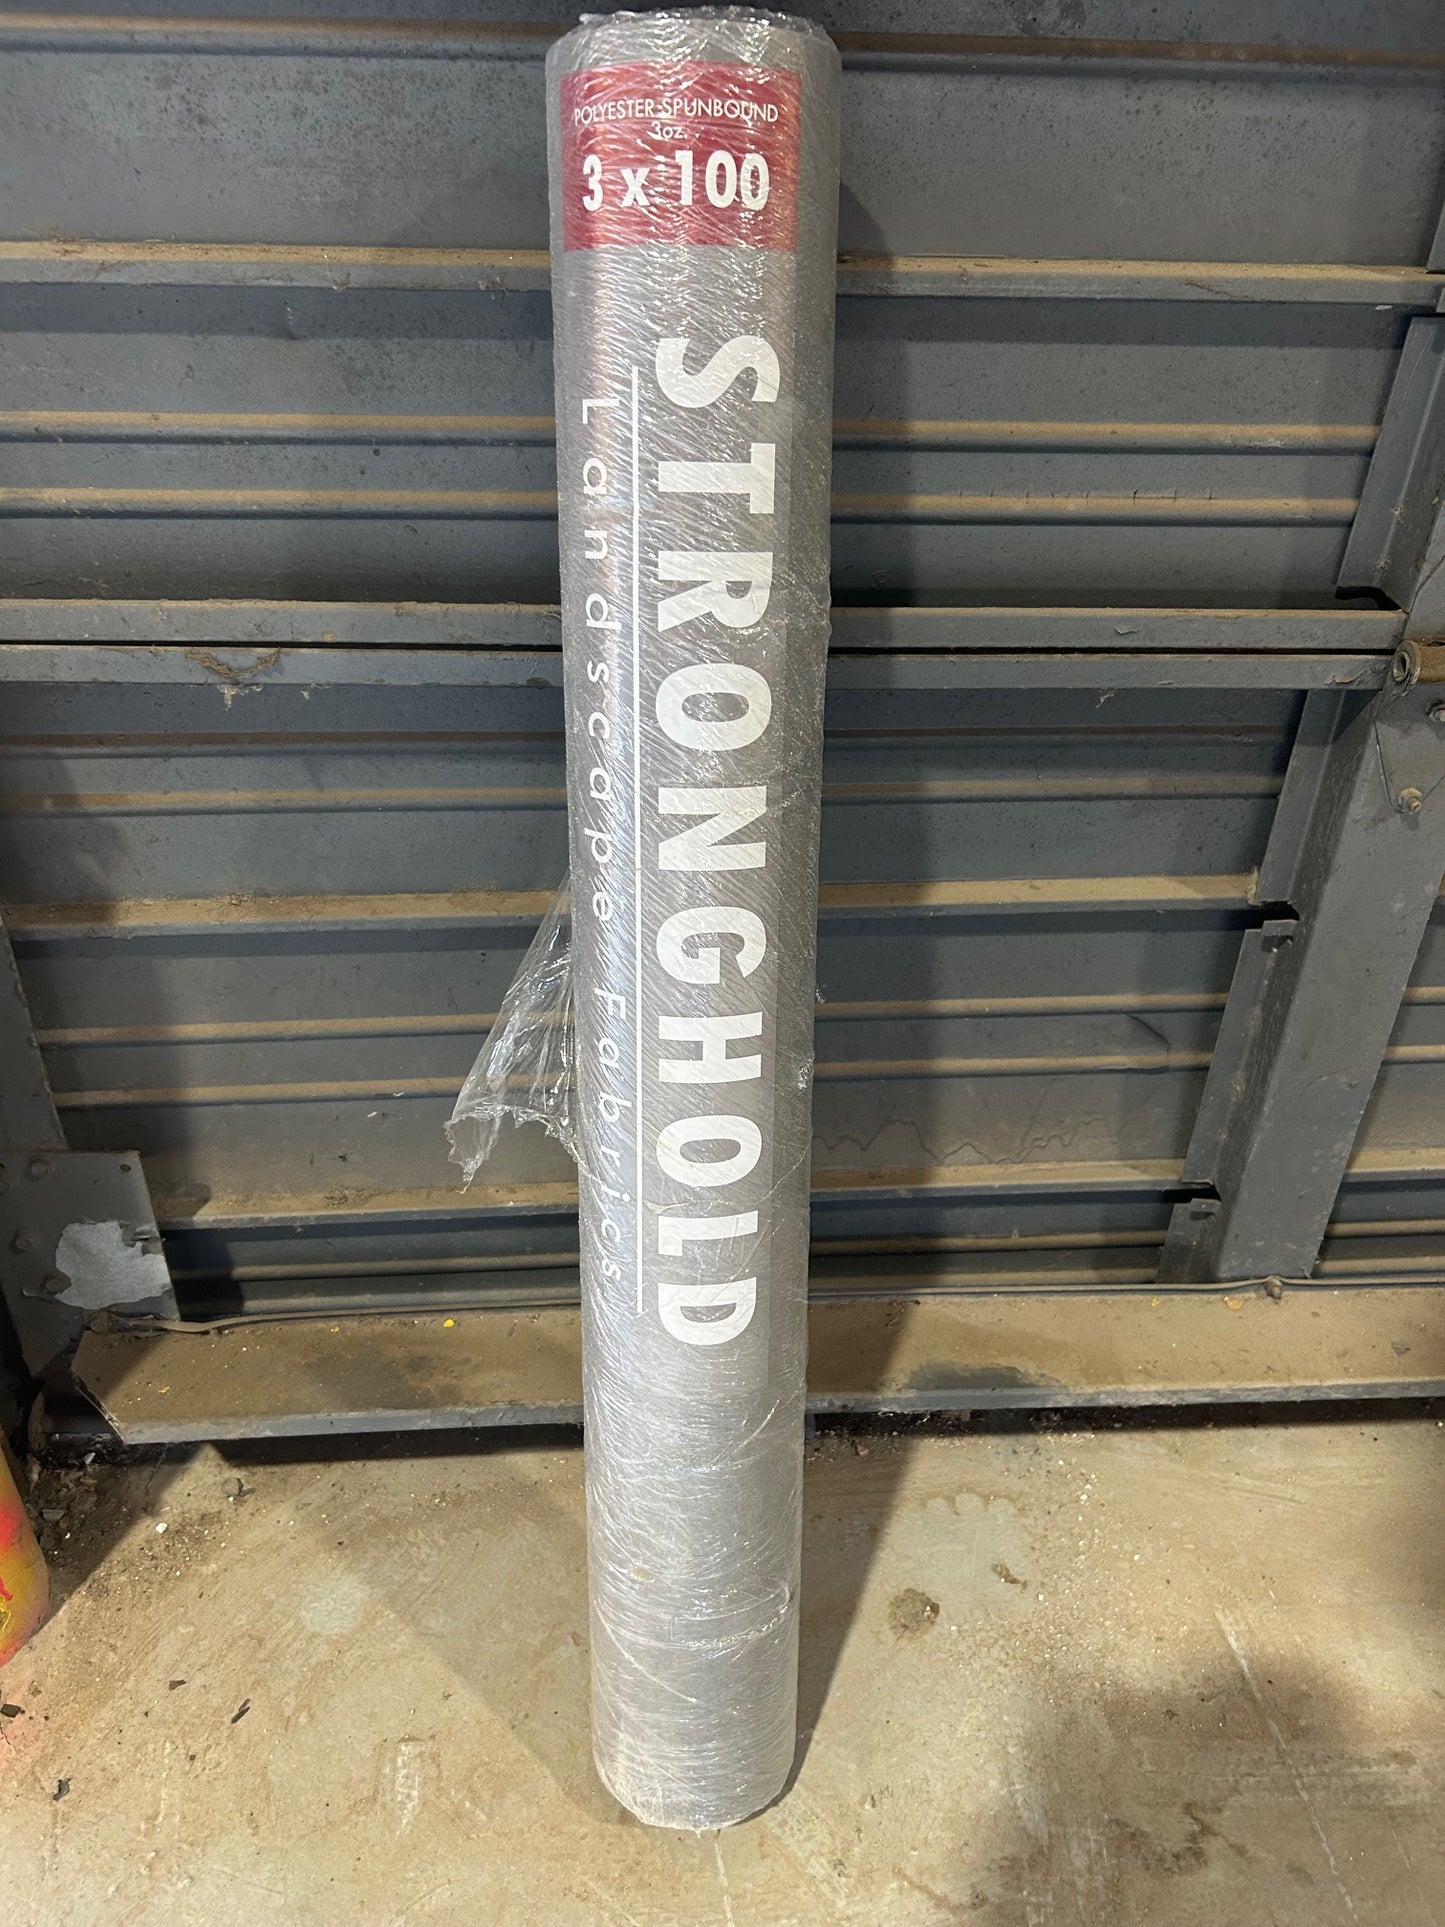 POLYESTER-SPUNBOUND
3oz.
3 x 100
STRONGHOLD
Landscape Fabrics